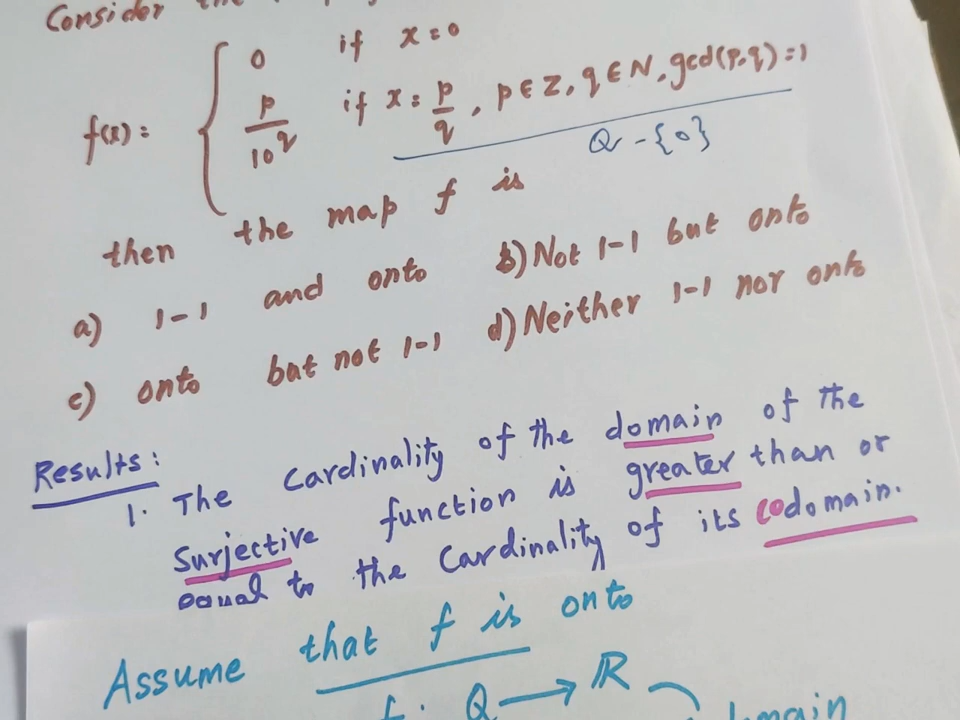 Consider the
f(x) = { 0 if x = 0
p/10^q if x = p/q, p ∈ Z, q ∈ N, gcd(p,q) = 1
Q - {0}
then the map f is
a) 1-1 and onto b) Not 1-1 but onto
c) onto but not 1-1 d) Neither 1-1 nor onto
Results:
1. The Cardinality of the domain of the
Surjective function is greater than or
equal to the Cardinality of its codomain.
Assume that f is onto
f: Q → ℝ